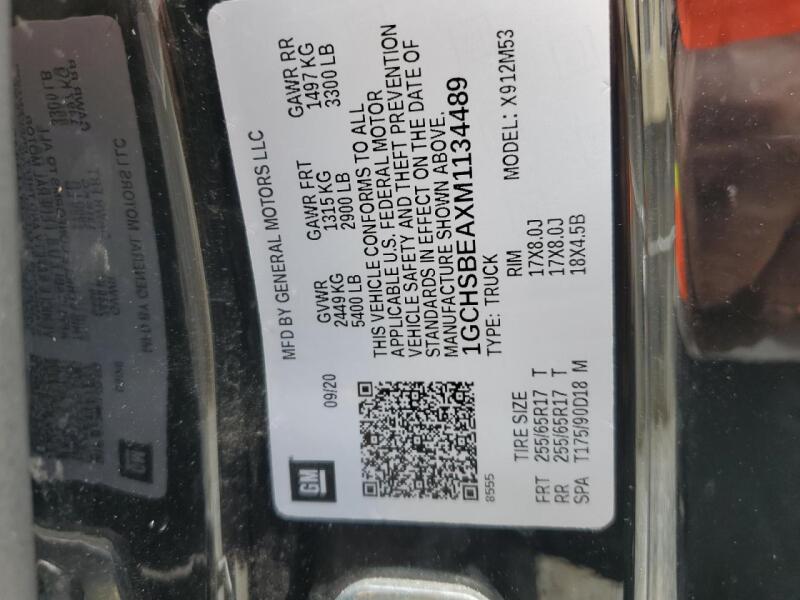 GM
MFD BY GENERAL MOTORS LLC
09/20
GVWR GAWR FRT GAWR RR
2449 KG 1315 KG 1497 KG
5400 LB 2900 LB 3300 LB
THIS VEHICLE CONFORMS TO ALL
APPLICABLE U.S. FEDERAL MOTOR
VEHICLE SAFETY AND THEFT PREVENTION
STANDARDS IN EFFECT ON THE DATE OF
MANUFACTURE SHOWN ABOVE.
1GCHSBEAXM1134489
8555
TYPE: TRUCK MODEL: X912M53
TIRE SIZE RIM
FRT 255/65R17 T 17X8.0J
RR 255/65R17 T 17X8.0J
SPA T175/90D18 M 18X4.5B